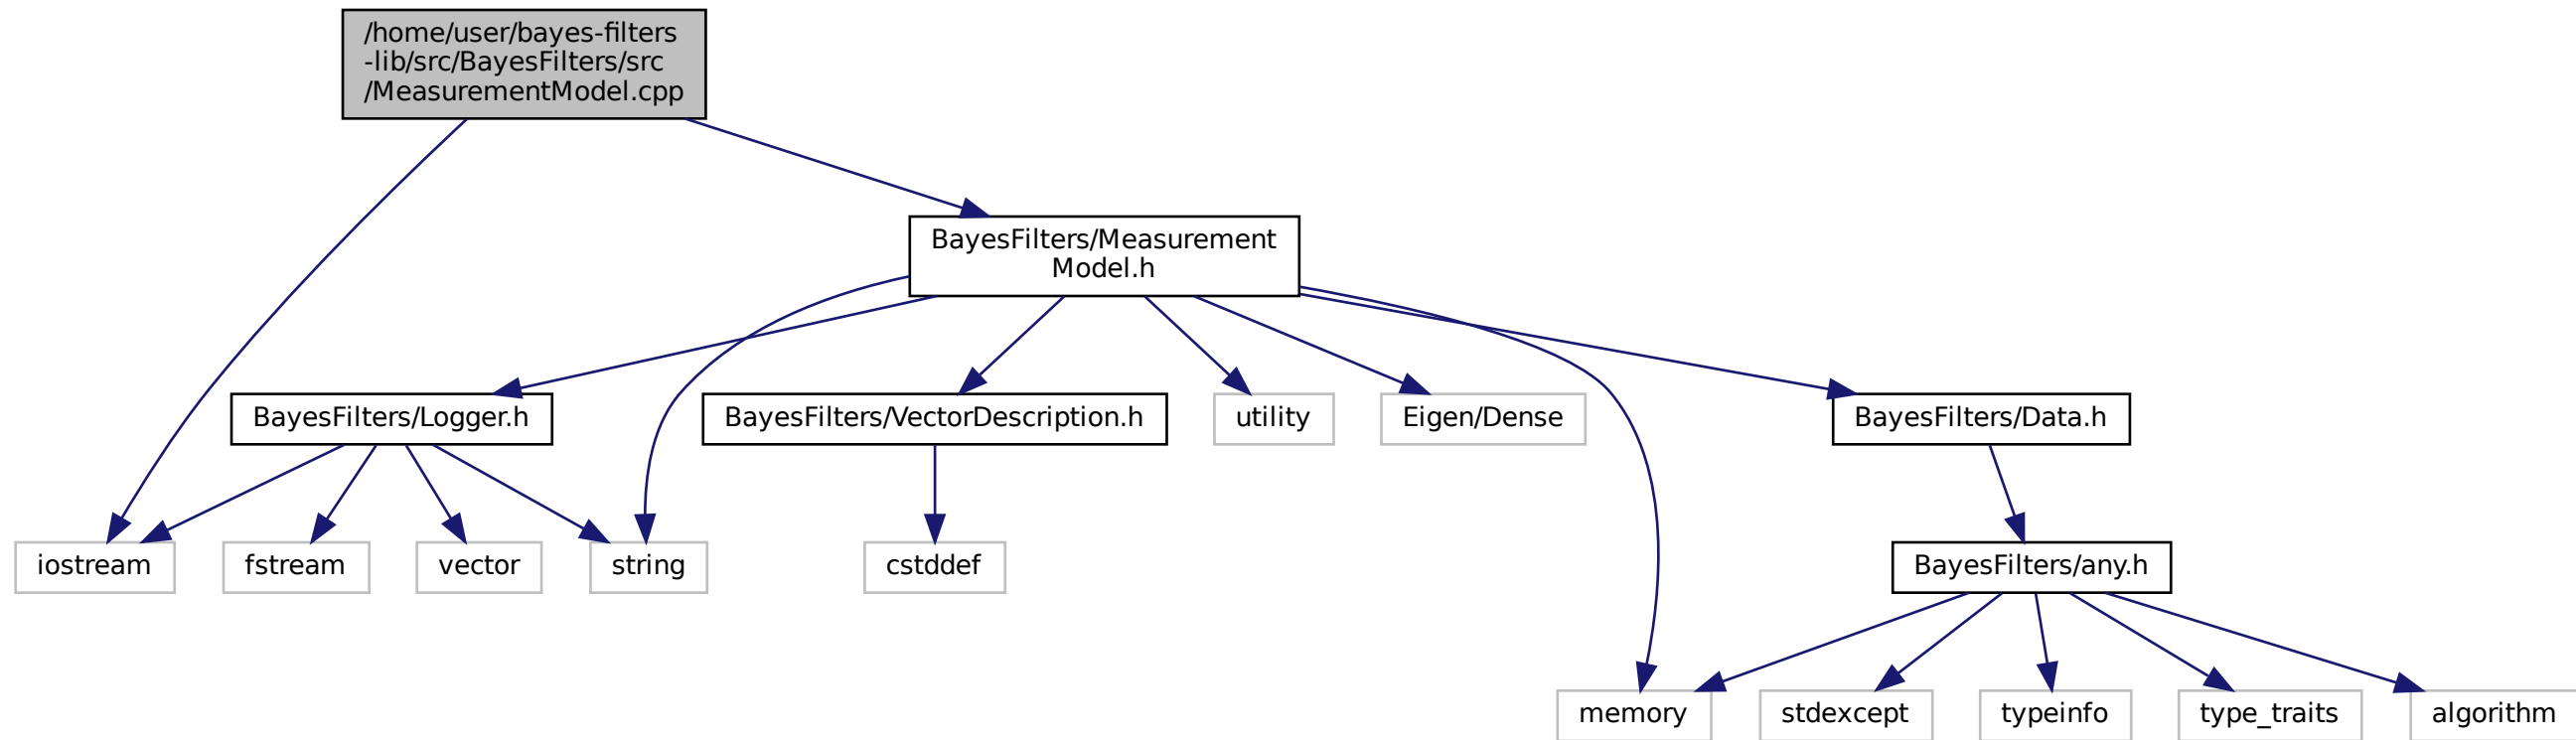 /home/user/bayes-filters
-lib/src/BayesFilters/src
/MeasurementModel.cpp
BayesFilters/Measurement
Model.h
BayesFilters/Logger.h
BayesFilters/VectorDescription.h
utility
Eigen/Dense
BayesFilters/Data.h
iostream
fstream
vector
string
cstddef
BayesFilters/any.h
memory
stdexcept
typeinfo
type_traits
algorithm